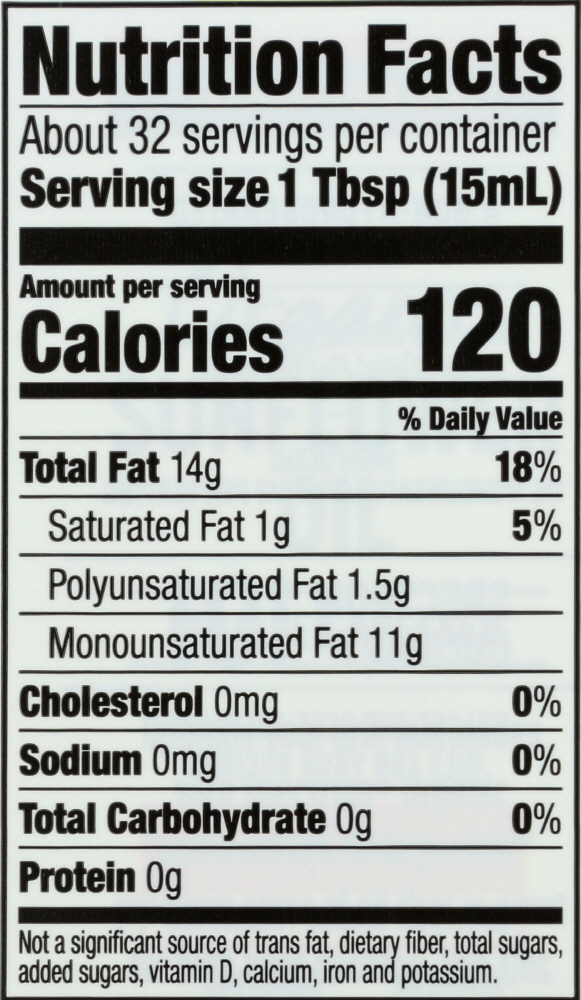 Nutrition Facts
About 32 servings per container
Serving size 1 Tbsp (15mL)
Amount per serving
Calories 120
% Daily Value
Total Fat 14g 18%
Saturated Fat 1g 5%
Polyunsaturated Fat 1.5g
Monounsaturated Fat 11g
Cholesterol 0mg 0%
Sodium 0mg 0%
Total Carbohydrate 0g 0%
Protein 0g
Not a significant source of trans fat, dietary fiber, total sugars,
added sugars, vitamin D, calcium, iron and potassium.